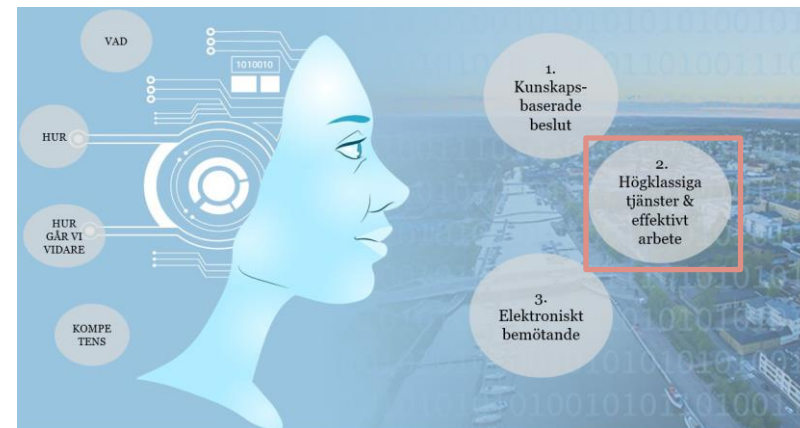 VAD
1010010
HUR
HUR
GÅR VI
VIDARE
KOMPE
TENS
1.
Kunskaps-
baserade
beslut
2.
Högklassiga
tjänster &
effektivt
arbete
3.
Elektroniskt
bemötande